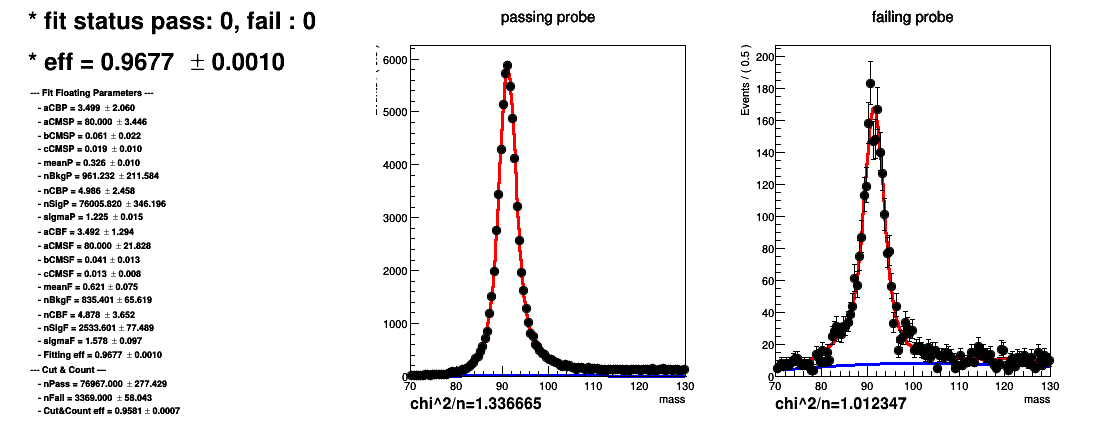 * fit status pass: 0, fail : 0
* eff = 0.9677 ± 0.0010
--- Fit Floating Parameters ---
- aCBP = 3.499 ± 2.060
- aCMSP = 80.000 ± 3.446
- bCMSP = 0.061 ± 0.022
- cCMSP = 0.019 ± 0.010
- meanP = 0.326 ± 0.010
- nBkgP = 961.232 ± 211.584
- nCBP = 4.986 ± 2.458
- nSigP = 76005.820 ± 346.196
- sigmaP = 1.225 ± 0.015
- aCBF = 3.492 ± 1.294
- aCMSF = 80.000 ± 21.828
- bCMSF = 0.041 ± 0.013
- cCMSF = 0.013 ± 0.008
- meanF = 0.621 ± 0.075
- nBkgF = 835.401 ± 65.619
- nCBF = 4.878 ± 3.652
- nSigF = 2533.601 ± 77.489
- sigmaF = 1.578 ± 0.097
- Fitting eff = 0.9677 ± 0.0010
--- Cut & Count ---
- nPass = 76967.000 ± 277.429
- nFail = 3369.000 ± 58.043
- Cut&Count eff = 0.9581 ± 0.0007
passing probe
6000
5000
4000
3000
2000
1000
0
70 80 90 100 110 120 130
mass
chi^2/n=1.336665
failing probe
Events / ( 0.5 )
200
180
160
140
120
100
80
60
40
20
0
70 80 90 100 110 120 130
mass
chi^2/n=1.012347